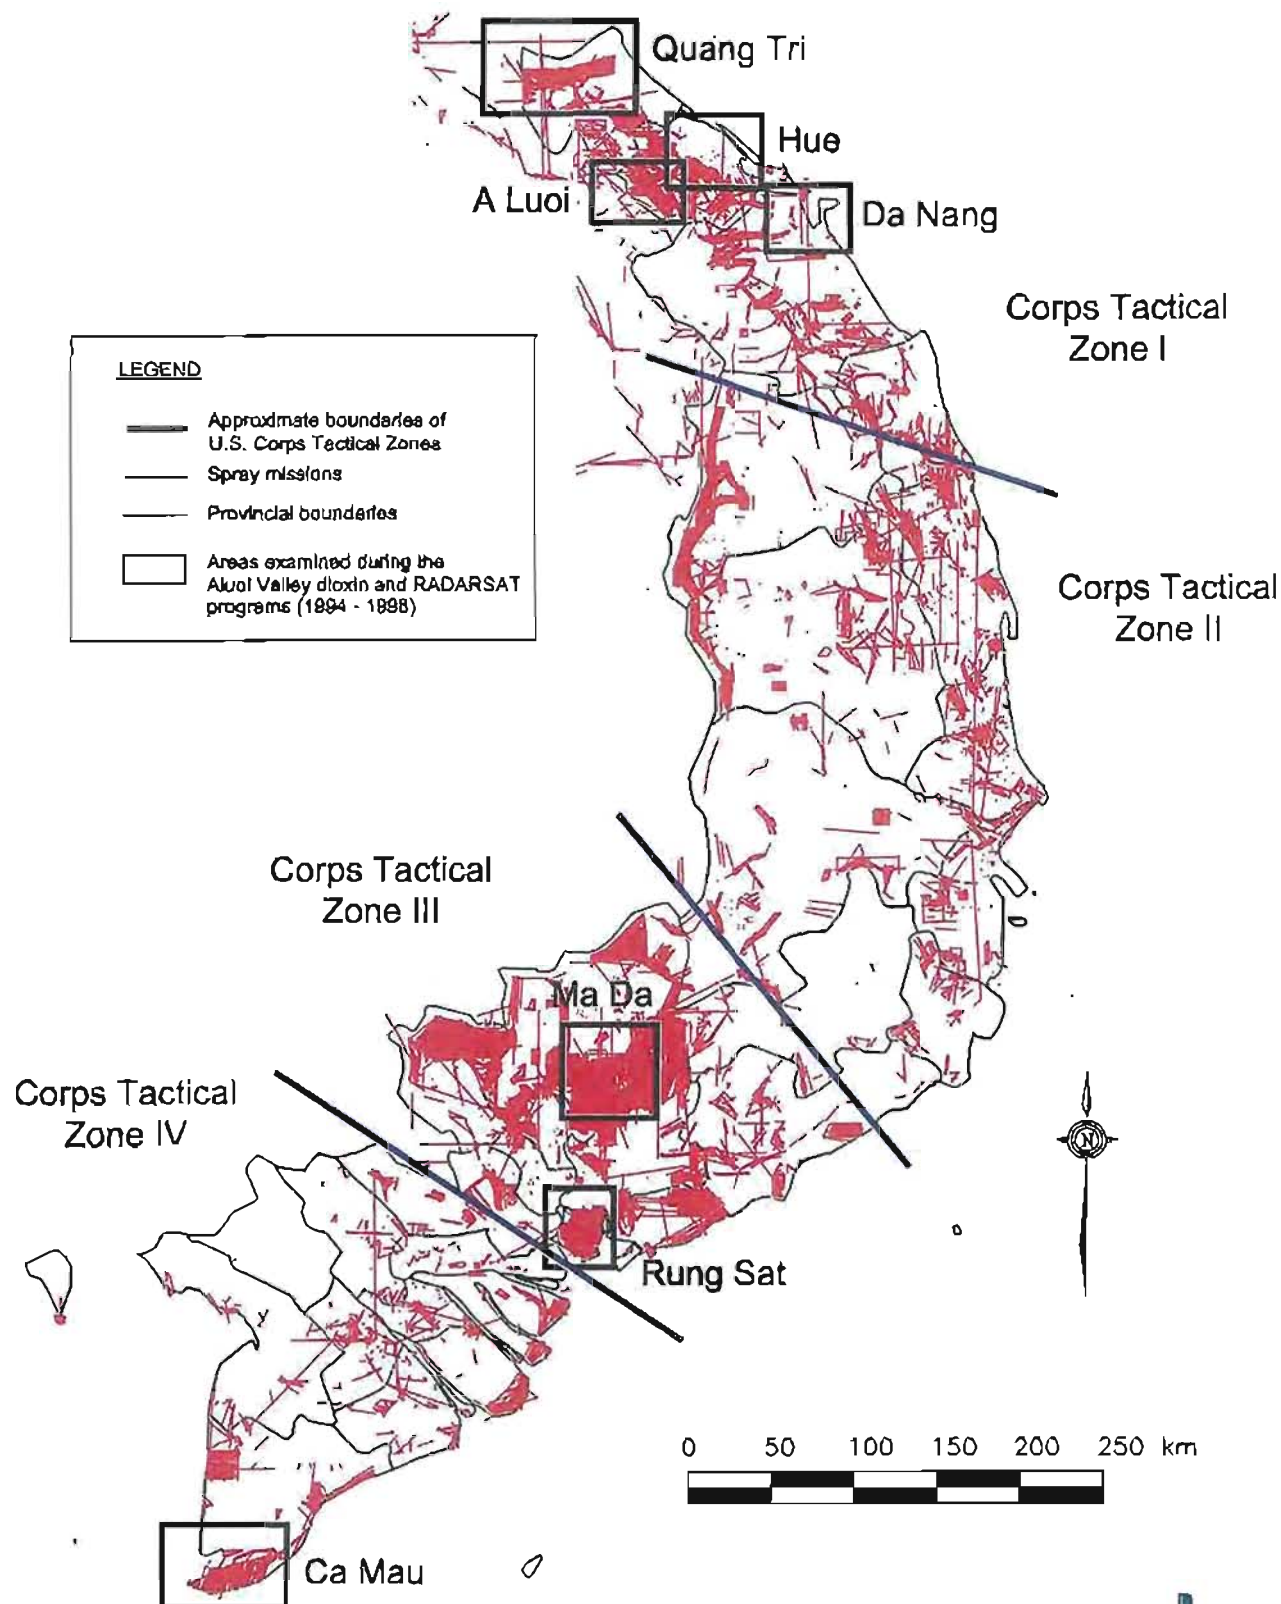 Quang Tri
Hue
A Luoi
Da Nang
Corps Tactical
Zone I
LEGEND
Approximate boundaries of
U.S. Corps Tactical Zones
Spray missions
Provincial boundaries
Areas examined during the
Aluoi Valley dioxin and RADARSAT
programs (1994 - 1998)
Corps Tactical
Zone II
Corps Tactical
Zone III
Ma Da
Corps Tactical
Zone IV
N
Rung Sat
0 50 100 150 200 250 km
Ca Mau